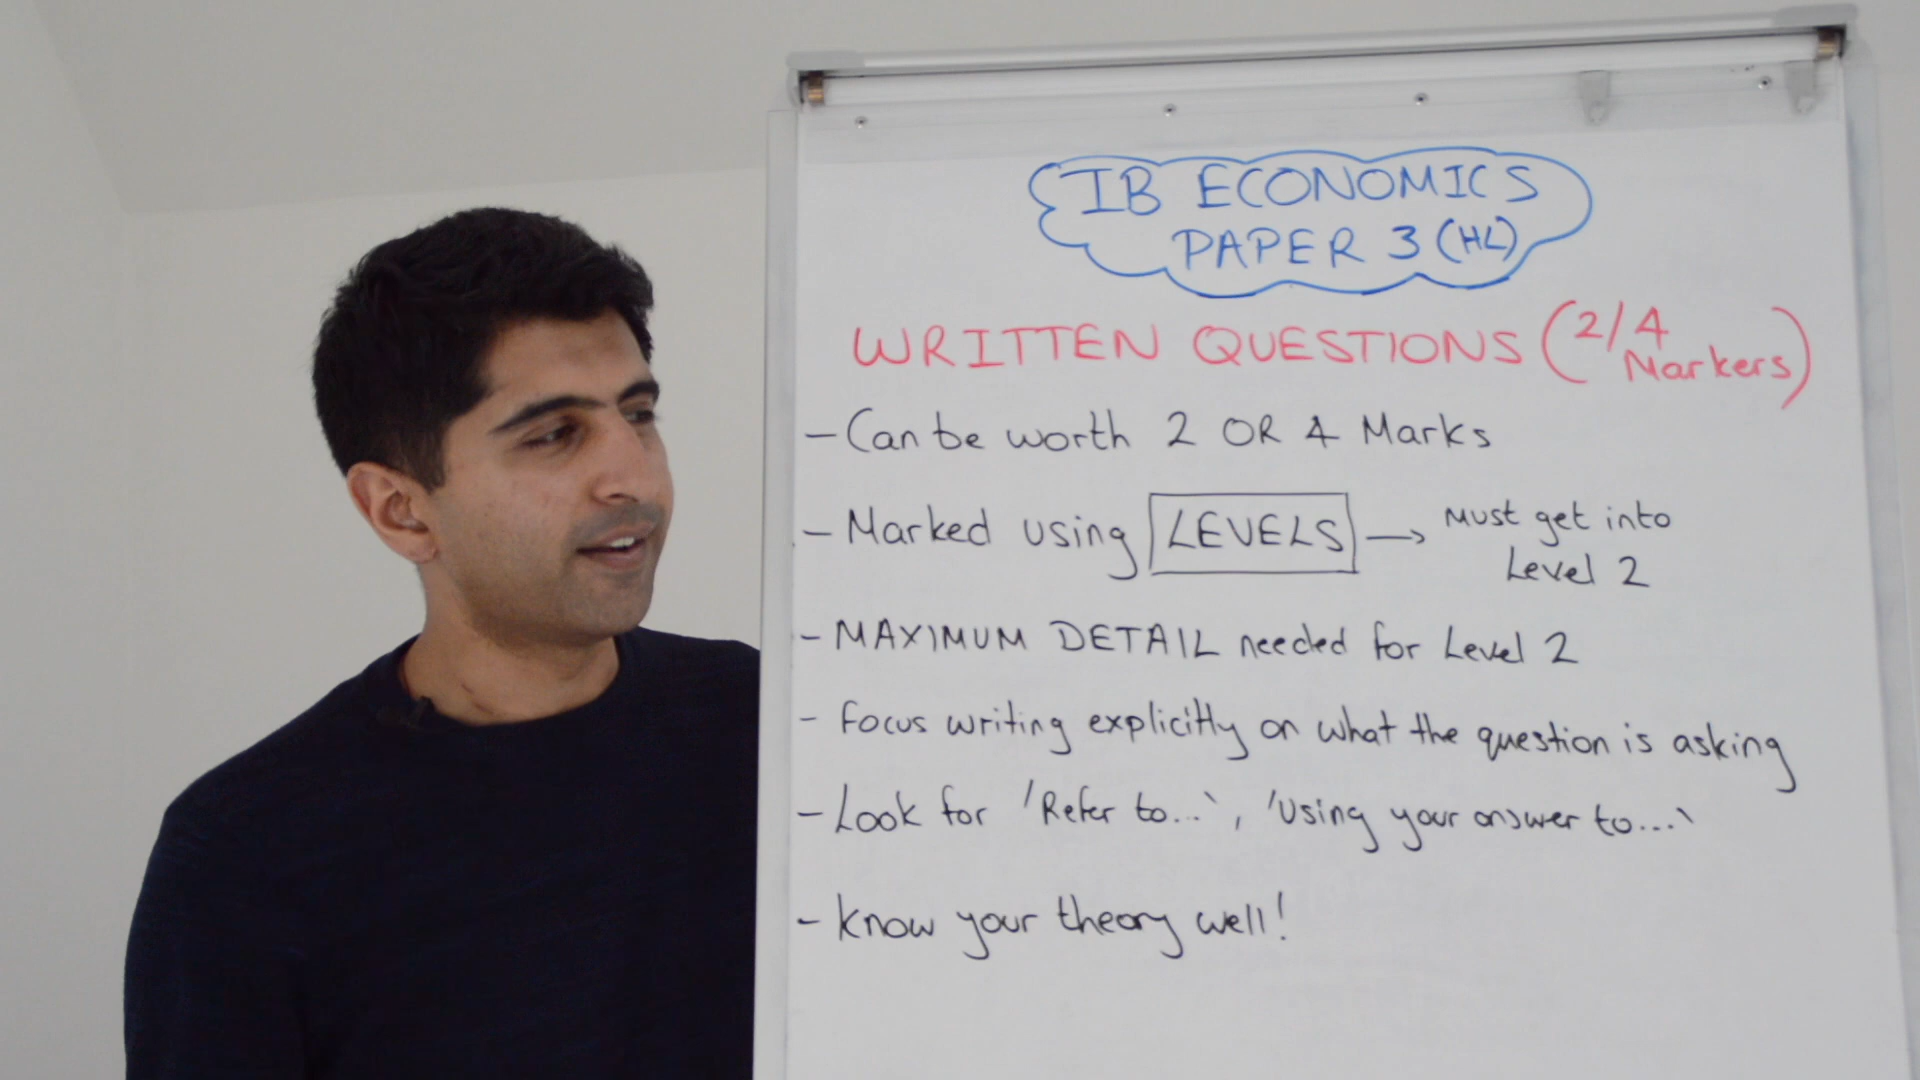 IB ECONOMICS
PAPER 3 (HL)
WRITTEN QUESTIONS (2/4 Markers)
- Can be worth 2 OR 4 Marks
- Marked using LEVELS → Must get into
Level 2
- MAXIMUM DETAIL needed for Level 2
- Focus writing explicitly on what the question is asking
- Look for 'Refer to...', 'Using your answer to....'
- Know your theory well!